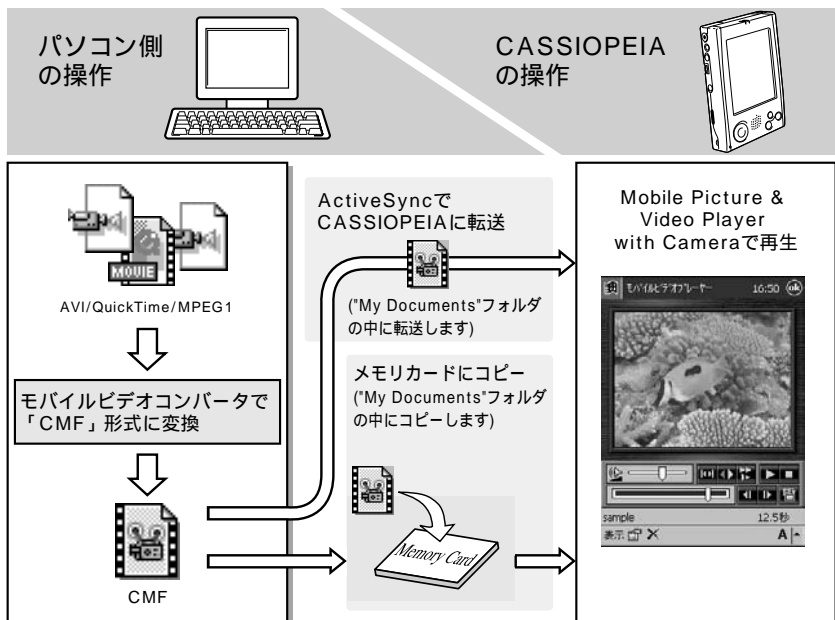 パソコン側
の操作
CASSIOPEIA
の操作
MOVIE
AVI/QuickTime/MPEG1
モバイルビデオコンバータで
「CMF」形式に変換
CMF
ActiveSyncで
CASSIOPEIAに転送
("My Documents"フォルダ
の中に転送します)
メモリカードにコピー
("My Documents"フォルダ
の中にコピーします)
Memory Card
Mobile Picture &
Video Player
with Cameraで再生
モバイルビデオプレーヤー 16:50 ok
sample 12.5秒
表示 A